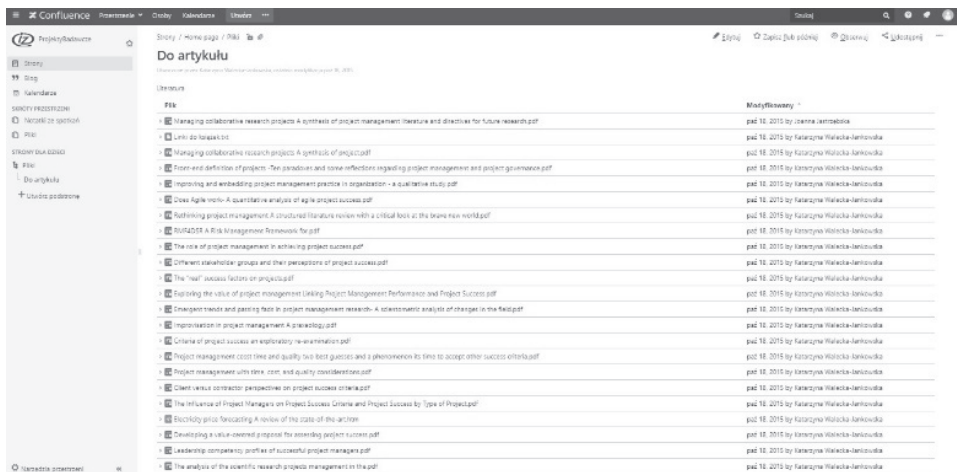 Confluence Przestrzenie Osoby Kalendarze Utwórz ... Szukaj
ProjektyBadawcze
Strony
Blog
Kalendarze
SKRÓTY PRZESTRZENI
Notatki ze spotkań
Pliki
STRONY DLA DZIECI
Pliki
Do artykułu
+ Utwórz podstronę
Narzędzia przestrzeni «
Strony / Home page / Pliki
Edytuj Zapisz na później Obserwuj Udostępnij ...
Do artykułu
Literatura
Plik Modyfikowany
Managing collaborative research projects A synthesis of project management literature and directives for future research.pdf paź 18, 2015 by Joanna Jastrzębska
Linki do książek.txt paź 18, 2015 by Katarzyna Walecka-Jankowska
Managing collaborative research projects A synthesis of project.pdf paź 18, 2015 by Katarzyna Walecka-Jankowska
Front-end definition of projects -Ten paradoxes and some reflections regarding project management and project governance.pdf paź 18, 2015 by Katarzyna Walecka-Jankowska
Improving and embedding project management practice in organization - a qualitative study.pdf paź 18, 2015 by Katarzyna Walecka-Jankowska
Does Agile work- A quantitative analysis of agile project success.pdf paź 18, 2015 by Katarzyna Walecka-Jankowska
Rethinking project management A structured literature review with a critical look at the brave new world.pdf paź 18, 2015 by Katarzyna Walecka-Jankowska
A Risk Management Framework for.pdf paź 18, 2015 by Katarzyna Walecka-Jankowska
The role of project management in achieving project success.pdf paź 18, 2015 by Katarzyna Walecka-Jankowska
Different stakeholder groups and their perceptions of project success.pdf paź 18, 2015 by Katarzyna Walecka-Jankowska
The "real" success factors on projects.pdf paź 18, 2015 by Katarzyna Walecka-Jankowska
Exploring the value of project management Linking Project Management Performance and Project Success.pdf paź 18, 2015 by Katarzyna Walecka-Jankowska
Emergent trends and passing fads in project management research- A scientometric analysis of changes in the field.pdf paź 18, 2015 by Katarzyna Walecka-Jankowska
Improvisation in project management A praxeology.pdf paź 18, 2015 by Katarzyna Walecka-Jankowska
Criteria of project success an exploratory re-examination.pdf paź 18, 2015 by Katarzyna Walecka-Jankowska
Project management coost time and quality two best guesses and a phenomenon its time to accept other success criteria.pdf paź 18, 2015 by Katarzyna Walecka-Jankowska
Project management with time, cost, and quality considerations.pdf paź 18, 2015 by Katarzyna Walecka-Jankowska
Client versus contractor perspectives on project success criteria.pdf paź 18, 2015 by Katarzyna Walecka-Jankowska
The Influence of Project Managers on Project Success Criteria and Project Success by Type of Project.pdf paź 18, 2015 by Katarzyna Walecka-Jankowska
Electricity price forecasting A review of the state-of-the-art.htm paź 18, 2015 by Katarzyna Walecka-Jankowska
Developing a value-centred proposal for assessing project success.pdf paź 18, 2015 by Katarzyna Walecka-Jankowska
Leadership competency profiles of successful project managers.pdf paź 18, 2015 by Katarzyna Walecka-Jankowska
The analysis of the scientific research projects management in the.pdf paź 18, 2015 by Katarzyna Walecka-Jankowska